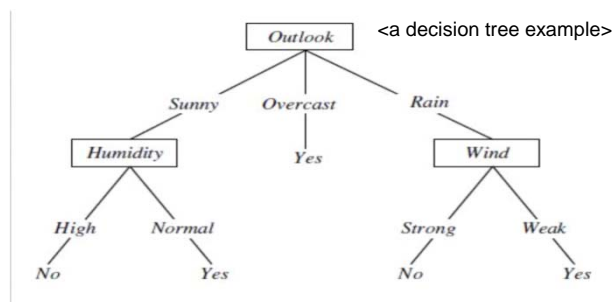 Outlook
<a decision tree example>
Sunny Overcast Rain
Humidity Yes Wind
High Normal Strong Weak
No Yes No Yes